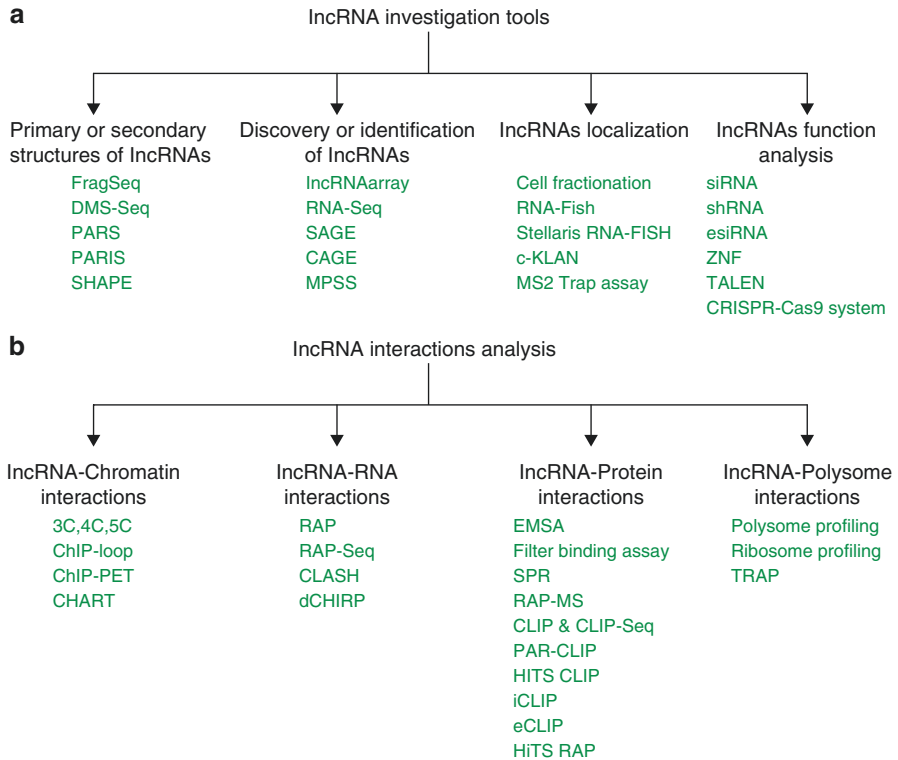 a
lncRNA investigation tools
Primary or secondary
structures of lncRNAs
FragSeq
DMS-Seq
PARS
PARIS
SHAPE
Discovery or identification
of lncRNAs
lncRNAarray
RNA-Seq
SAGE
CAGE
MPSS
lncRNAs localization
Cell fractionation
RNA-Fish
Stellaris RNA-FISH
c-KLAN
MS2 Trap assay
lncRNAs function
analysis
siRNA
shRNA
esiRNA
ZNF
TALEN
CRISPR-Cas9 system
b
lncRNA interactions analysis
lncRNA-Chromatin
interactions
3C,4C,5C
ChIP-loop
ChIP-PET
CHART
lncRNA-RNA
interactions
RAP
RAP-Seq
CLASH
dCHIRP
lncRNA-Protein
interactions
EMSA
Filter binding assay
SPR
RAP-MS
CLIP & CLIP-Seq
PAR-CLIP
HITS CLIP
iCLIP
eCLIP
HiTS RAP
lncRNA-Polysome
interactions
Polysome profiling
Ribosome profiling
TRAP